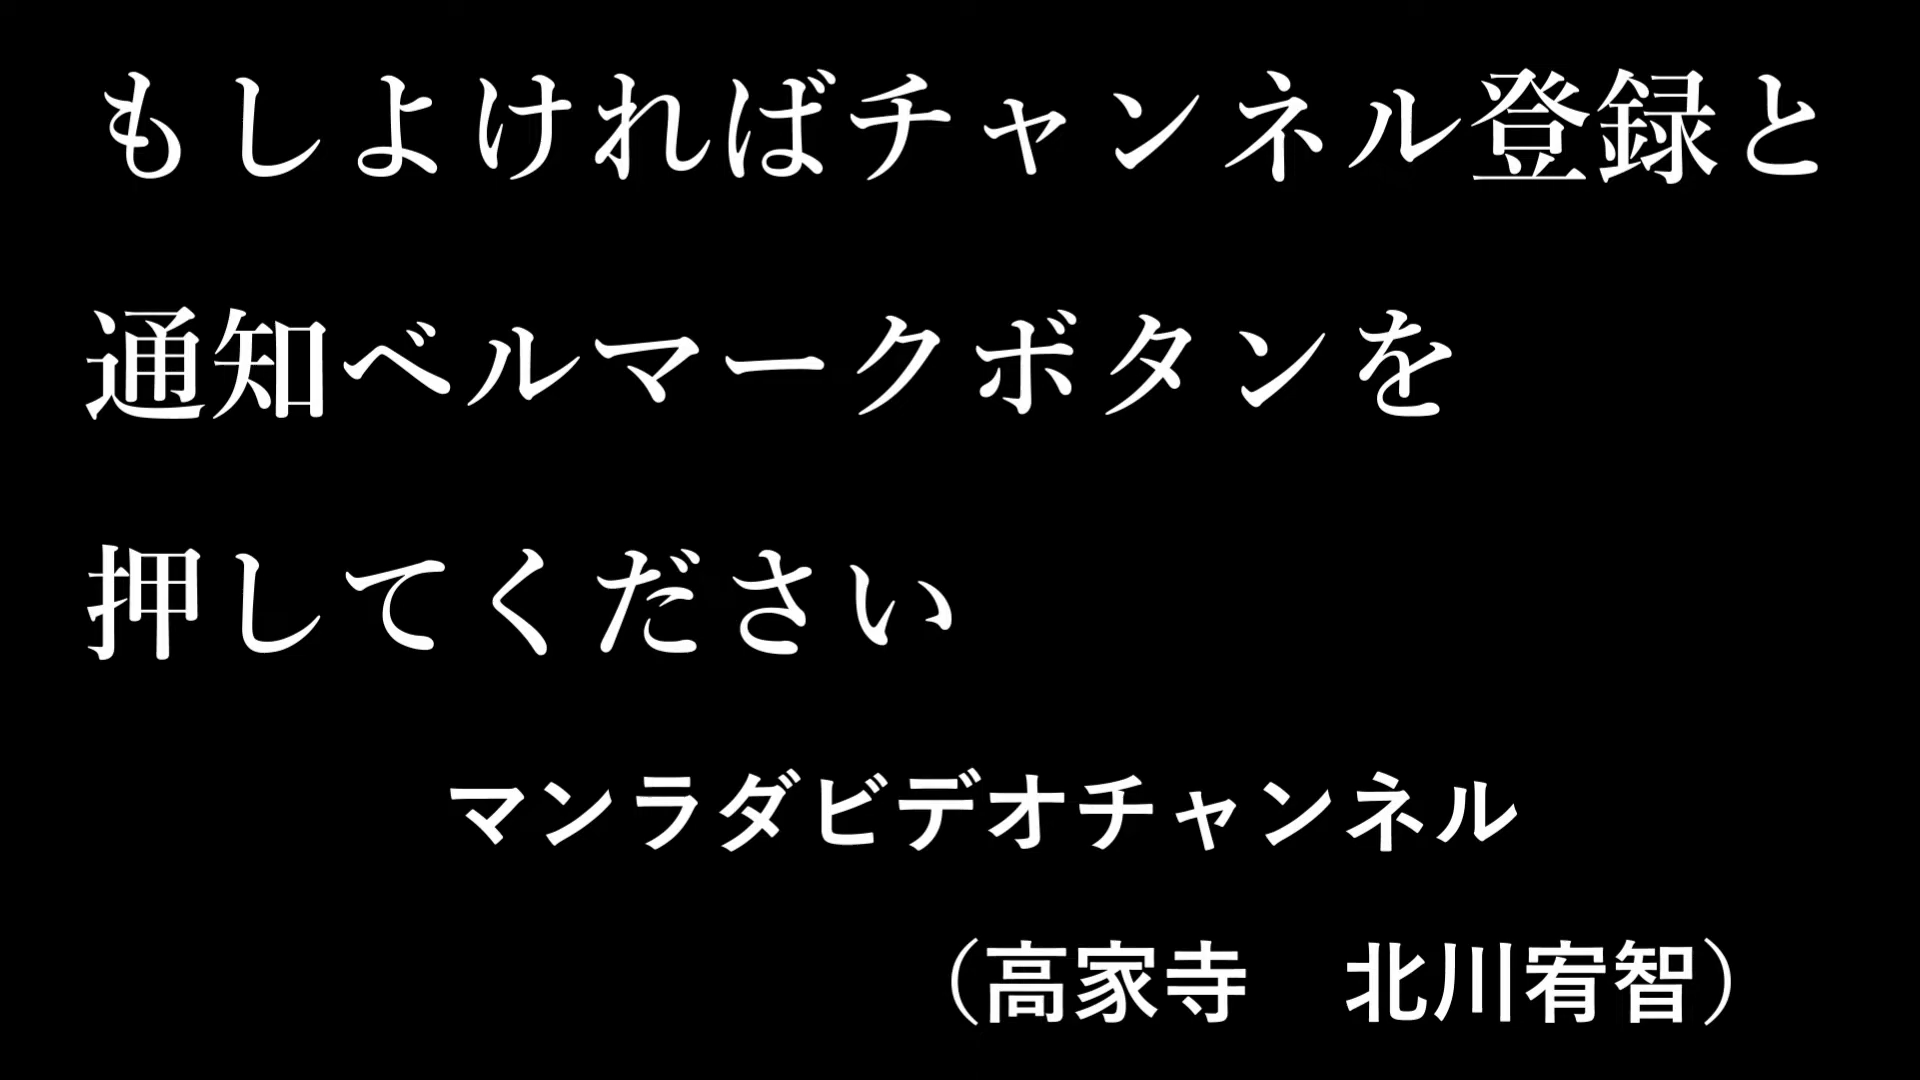 もしよければチャンネル登録と
通知ベルマークボタンを
押してください
マンラダビデオチャンネル
（高家寺　北川宥智）